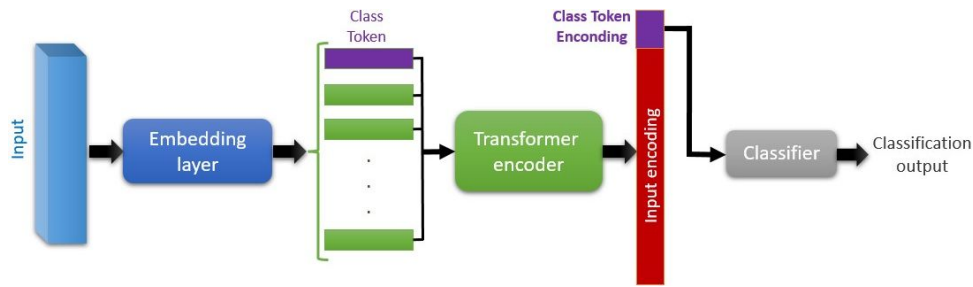 Input
Embedding
layer
Class
Token
.
.
.
Transformer
encoder
Class Token
Enconding
Input encoding
Classifier
Classification
output